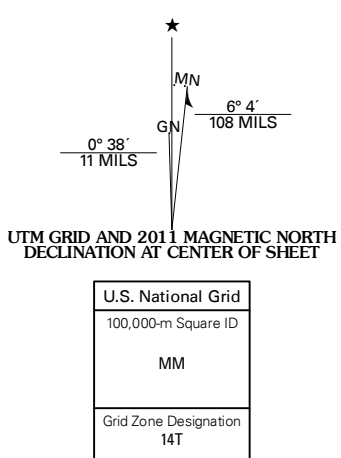 ★
MN
6° 4´
108 MILS
GN
0° 38´
11 MILS
UTM GRID AND 2011 MAGNETIC NORTH
DECLINATION AT CENTER OF SHEET
U.S. National Grid
100,000-m Square ID
MM
Grid Zone Designation
14T